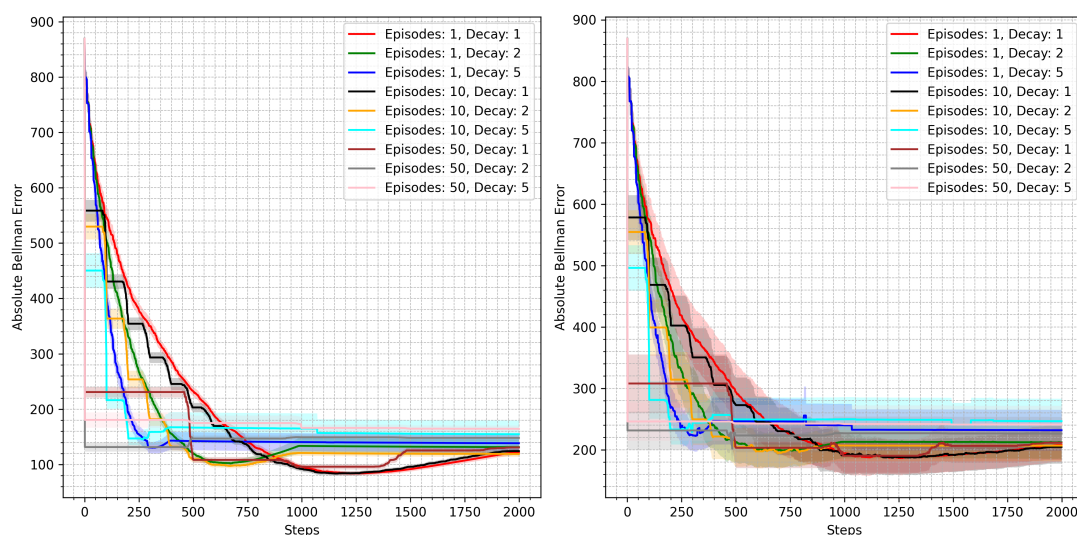 900
800
700
600
500
400
300
200
100
Absolute Bellman Error
0
250
500
750
1000
1250
1500
1750
2000
Steps
Episodes: 1, Decay: 1
Episodes: 1, Decay: 2
Episodes: 1, Decay: 5
Episodes: 10, Decay: 1
Episodes: 10, Decay: 2
Episodes: 10, Decay: 5
Episodes: 50, Decay: 1
Episodes: 50, Decay: 2
Episodes: 50, Decay: 5
900
800
700
600
500
400
300
200
Absolute Bellman Error
0
250
500
750
1000
1250
1500
1750
2000
Steps
Episodes: 1, Decay: 1
Episodes: 1, Decay: 2
Episodes: 1, Decay: 5
Episodes: 10, Decay: 1
Episodes: 10, Decay: 2
Episodes: 10, Decay: 5
Episodes: 50, Decay: 1
Episodes: 50, Decay: 2
Episodes: 50, Decay: 5